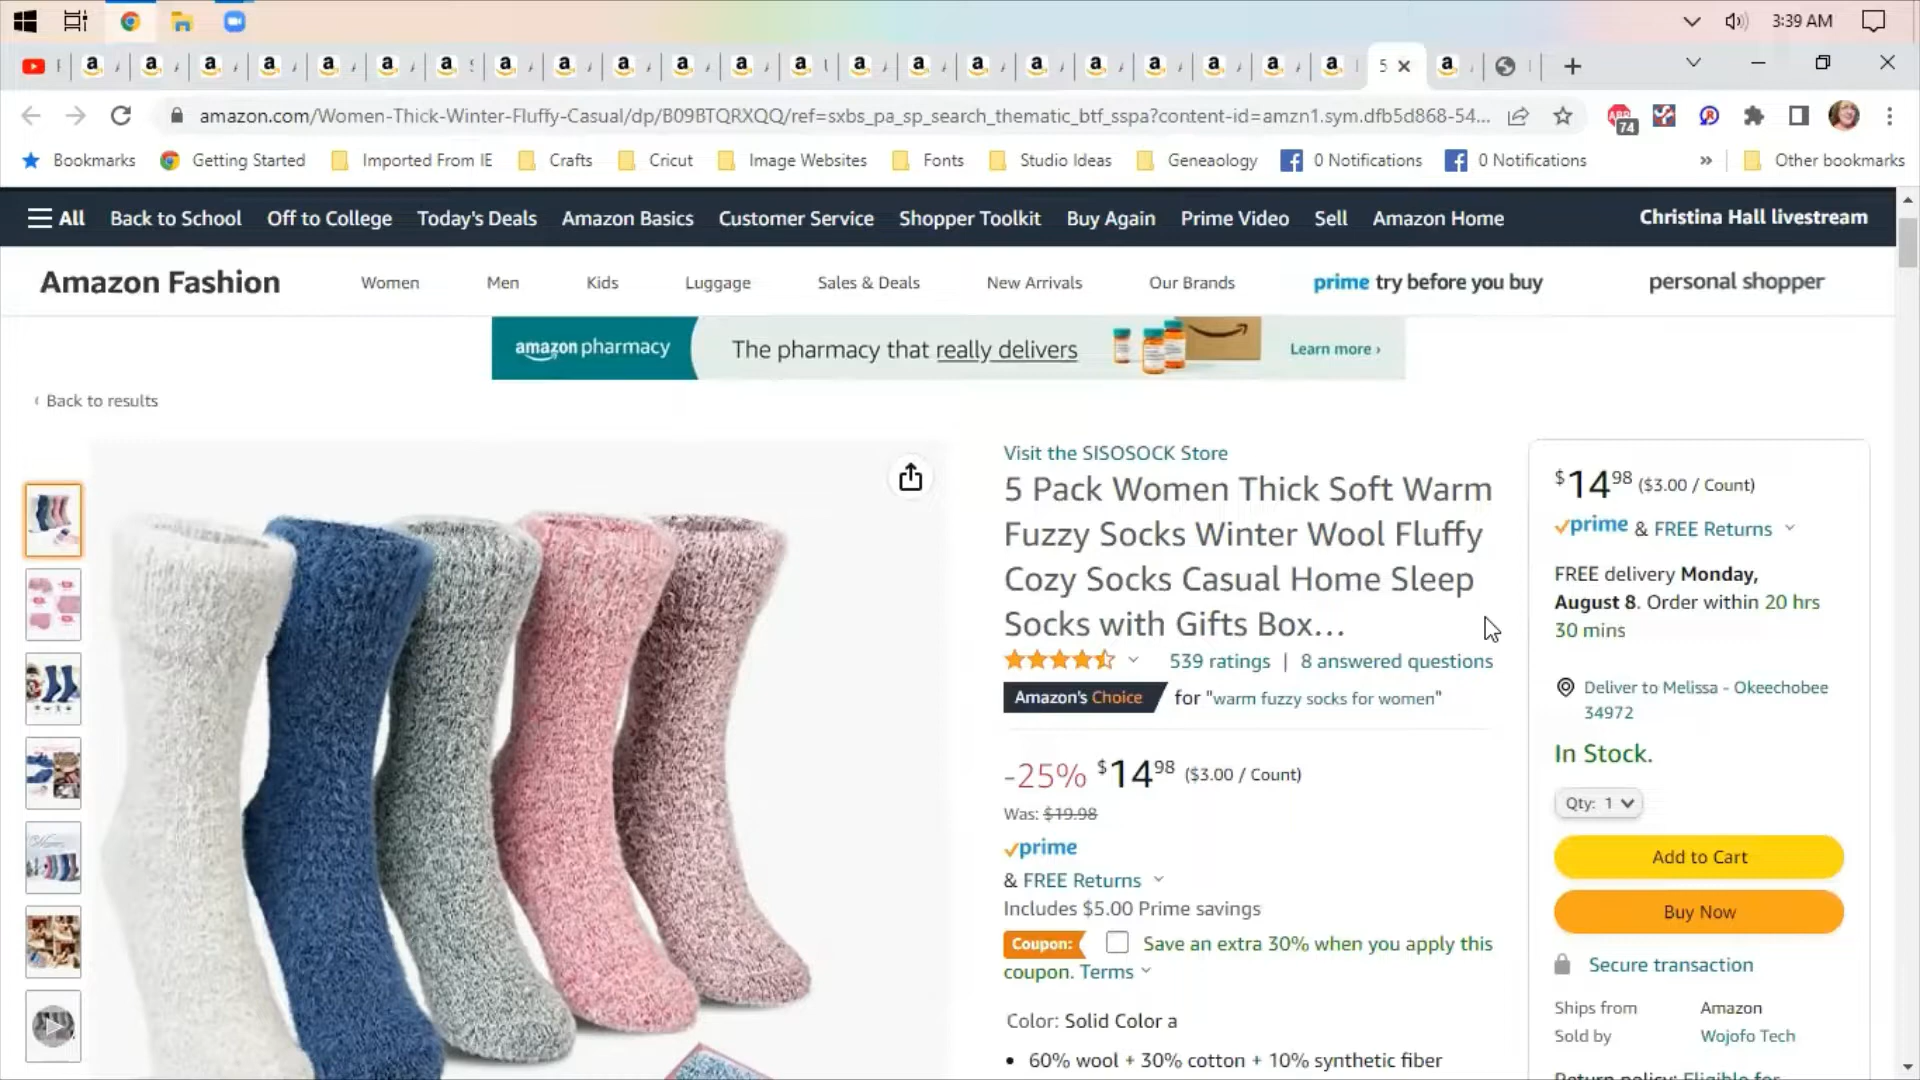 3:39 AM
5
amazon.com/Women-Thick-Winter-Fluffy-Casual/dp/B09BTQRXQQ/ref=sxbs_pa_sp_search_thematic_btf_sspa?content-id=amzn1.sym.dfb5d868-54...
74
Bookmarks Getting Started Imported From IE Crafts Cricut Image Websites Fonts Studio Ideas Geneaology 0 Notifications 0 Notifications » Other bookmarks
All Back to School Off to College Today's Deals Amazon Basics Customer Service Shopper Toolkit Buy Again Prime Video Sell Amazon Home Christina Hall livestream
Amazon Fashion Women Men Kids Luggage Sales & Deals New Arrivals Our Brands prime try before you buy personal shopper
amazon pharmacy The pharmacy that really delivers Learn more ›
‹ Back to results
Visit the SISOSOCK Store
5 Pack Women Thick Soft Warm
Fuzzy Socks Winter Wool Fluffy
Cozy Socks Casual Home Sleep
Socks with Gifts Box...
539 ratings | 8 answered questions
Amazon's Choice for "warm fuzzy socks for women"
-25% $14 98 ($3.00 / Count)
Was: $19.98
prime
& FREE Returns
Includes $5.00 Prime savings
Coupon: Save an extra 30% when you apply this
coupon. Terms
Color: Solid Color a
• 60% wool + 30% cotton + 10% synthetic fiber
$14 98 ($3.00 / Count)
prime & FREE Returns
FREE delivery Monday,
August 8. Order within 20 hrs
30 mins
Deliver to Melissa - Okeechobee
34972
In Stock.
Qty: 1
Add to Cart
Buy Now
Secure transaction
Ships from Amazon
Sold by Wojofo Tech
Return policy: Eligible for